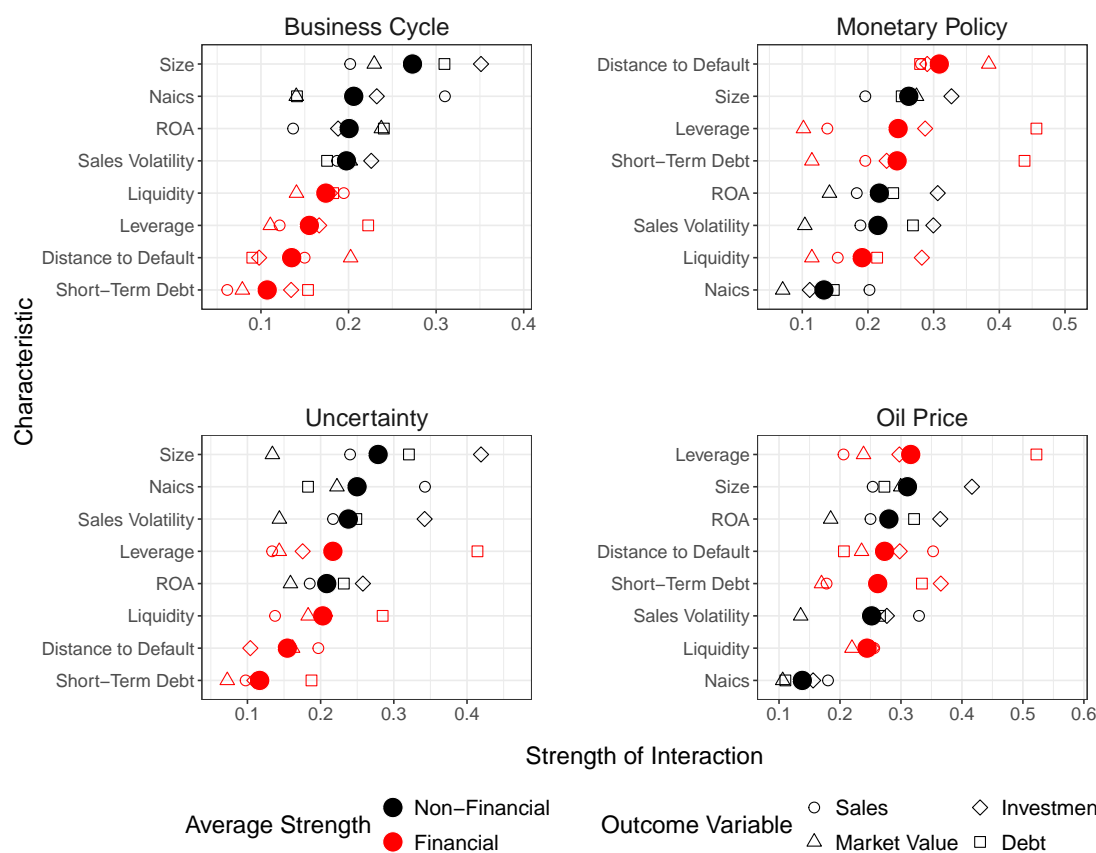 Business Cycle
Size
Naics
ROA
Sales Volatility
Liquidity
Leverage
Distance to Default
Short−Term Debt
0.1 0.2 0.3 0.4
Monetary Policy
Distance to Default
Size
Leverage
Short−Term Debt
ROA
Sales Volatility
Liquidity
Naics
0.1 0.2 0.3 0.4 0.5
Characteristic
Uncertainty
Size
Naics
Sales Volatility
Leverage
ROA
Liquidity
Distance to Default
Short−Term Debt
0.1 0.2 0.3 0.4
Oil Price
Leverage
Size
ROA
Distance to Default
Short−Term Debt
Sales Volatility
Liquidity
Naics
0.1 0.2 0.3 0.4 0.5 0.6
Strength of Interaction
Average Strength
Non−Financial
Financial
Outcome Variable
Sales
Market Value
Investmen
Debt